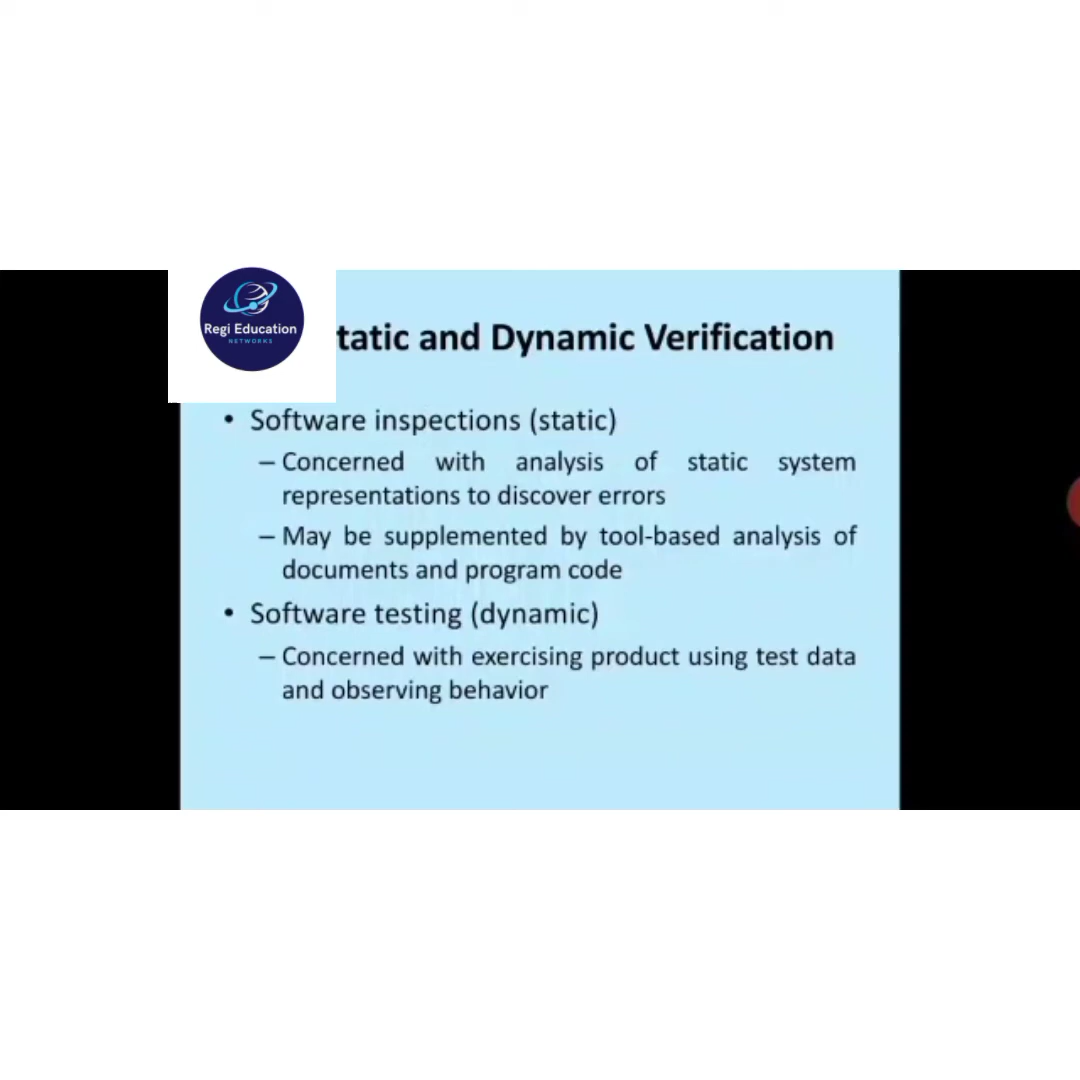 Regi Education
NETWORKS
tatic and Dynamic Verification
• Software inspections (static)
– Concerned with analysis of static system
representations to discover errors
– May be supplemented by tool-based analysis of
documents and program code
• Software testing (dynamic)
– Concerned with exercising product using test data
and observing behavior